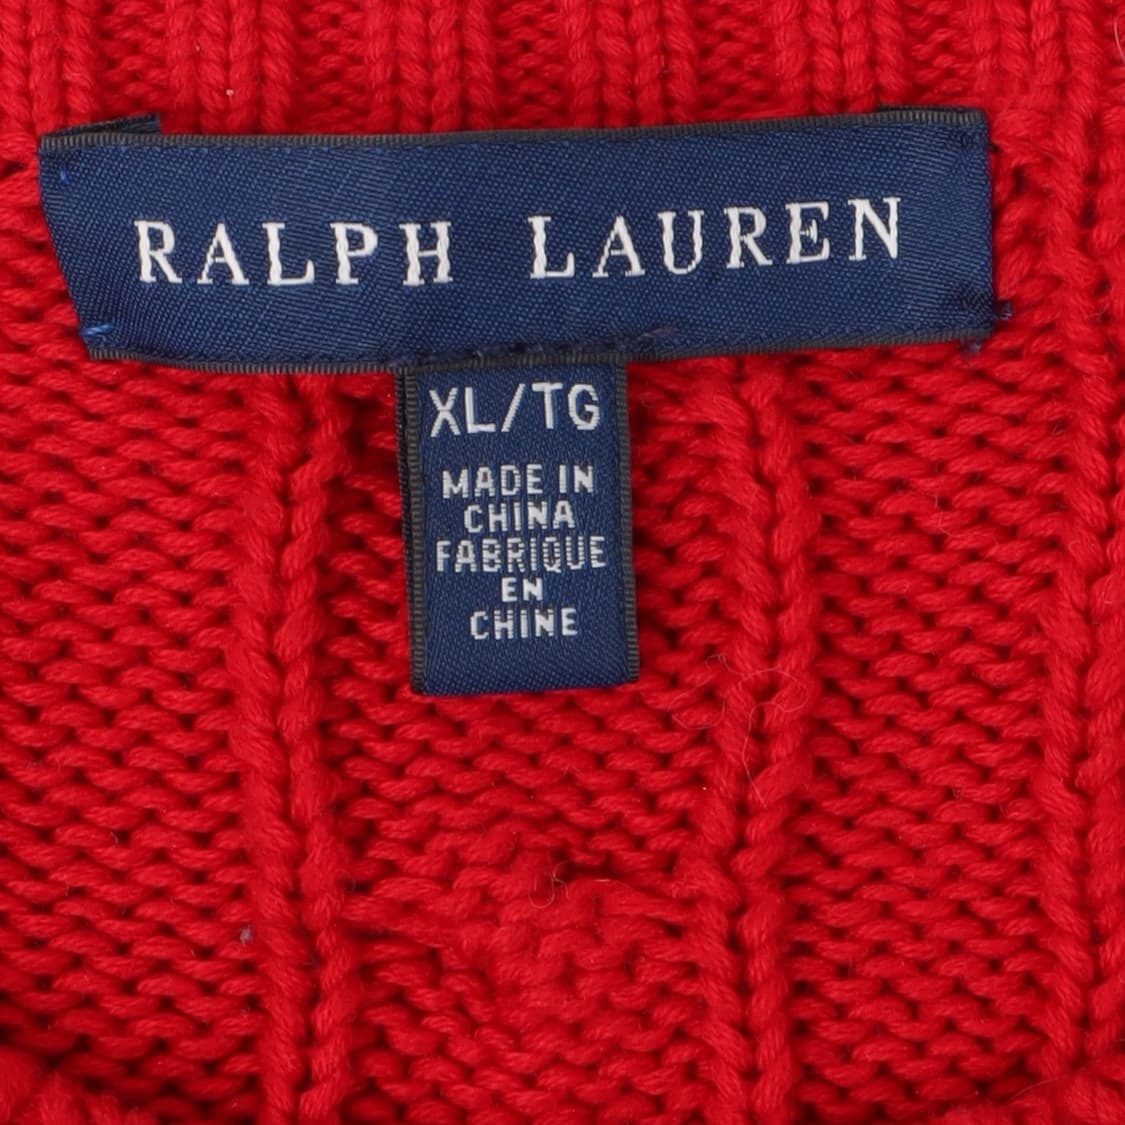 RALPH LAUREN
XL/TG
MADE IN
CHINA
FABRIQUE
EN
CHINE